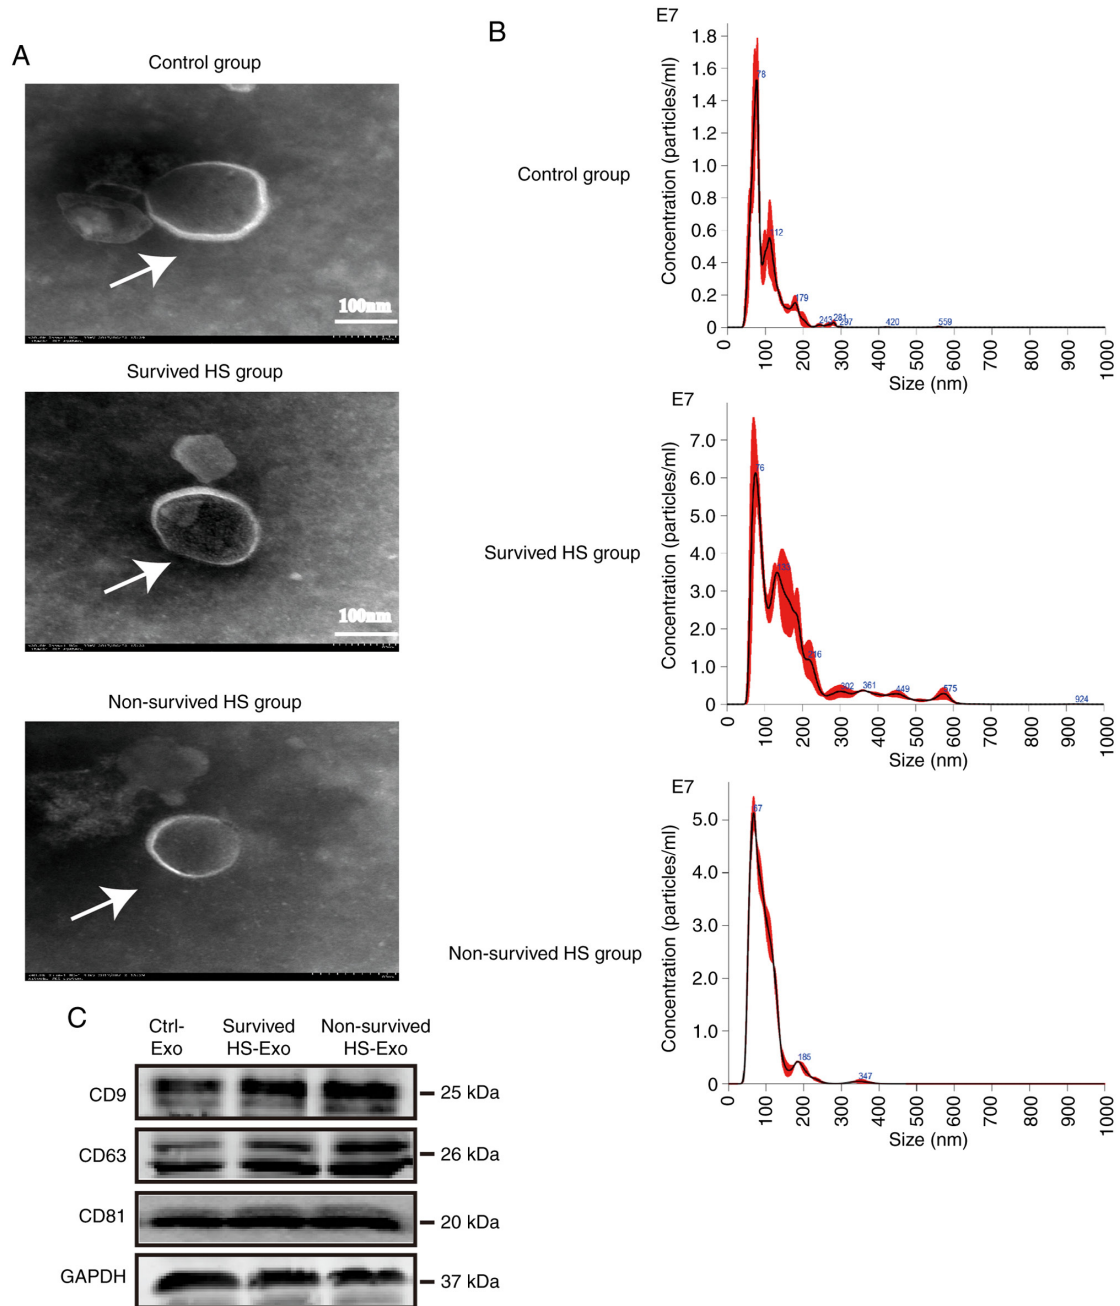 A
Control group
100nm
Survived HS group
100nm
Non-survived HS group
B
Control group
E7
Concentration (particles/ml)
1.8
1.6
1.4
1.2
1.0
0.8
0.6
0.4
0.2
0
78
112
179
243
281
297
420
559
0
100
200
300
400
500
600
700
800
900
1000
Size (nm)
Survived HS group
E7
Concentration (particles/ml)
7.0
6.0
5.0
4.0
3.0
2.0
1.0
0
76
302
361
449
575
924
0
100
200
300
400
500
600
700
800
900
1000
Size (nm)
Non-survived HS group
E7
Concentration (particles/ml)
5.0
4.0
3.0
2.0
1.0
0
67
185
347
0
100
200
300
400
500
600
700
800
900
1000
Size (nm)
C
Ctrl-
Exo
Survived
HS-Exo
Non-survived
HS-Exo
CD9
25 kDa
CD63
26 kDa
CD81
20 kDa
GAPDH
37 kDa